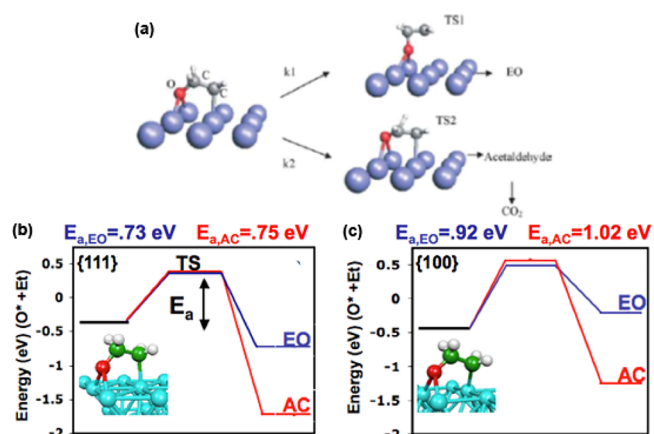 (a)
TS1
O
C
C
k1
EO
TS2
k2
Acetaldehyde
CO₂
(b)
Eₐ,EO=.73 eV
Eₐ,AC=.75 eV
{111}
TS
Eₐ
EO
AC
Energy (eV) (O* +Et)
0.5
0
-0.5
-1
-1.5
-2
(c)
Eₐ,EO=.92 eV
Eₐ,AC=1.02 eV
{100}
EO
AC
Energy (eV) (O* +Et)
0.5
0
-0.5
-1
-1.5
-2